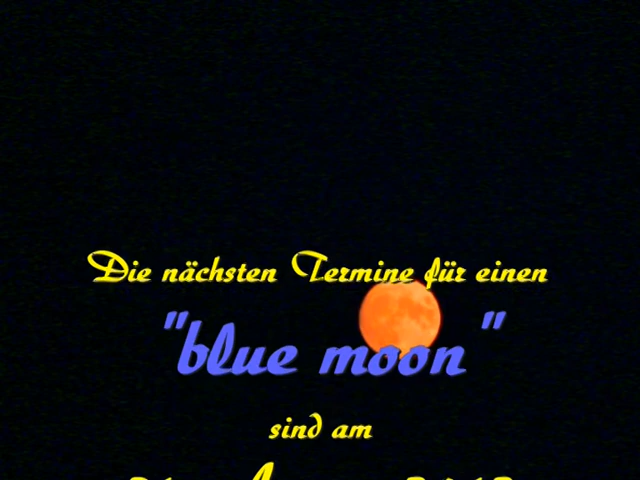 Die nächsten Termine für einen
"blue moon"
sind am